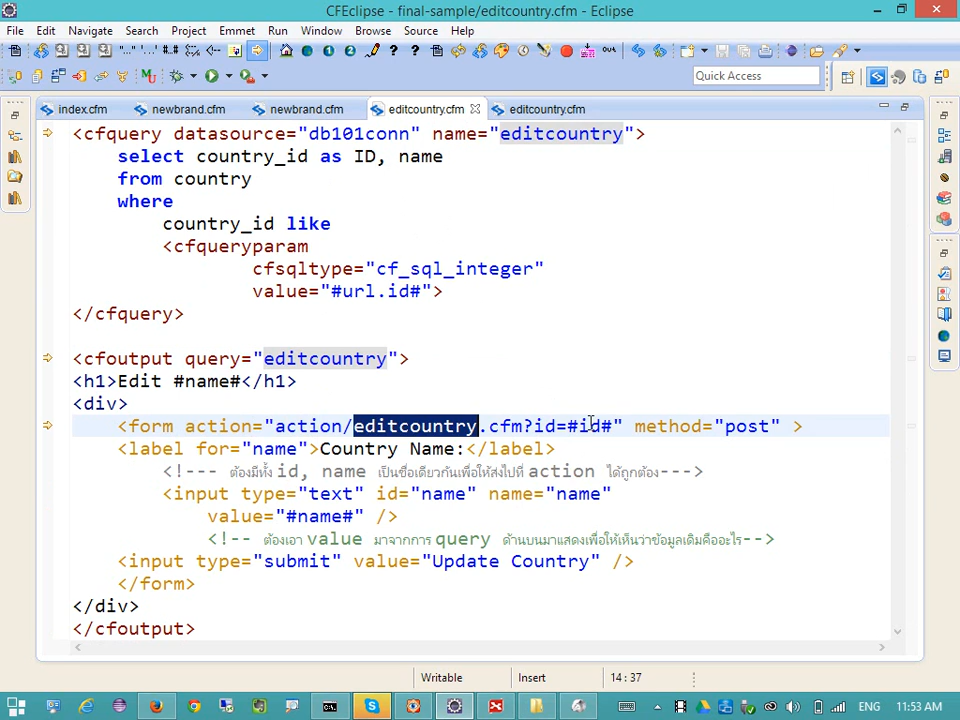 CFEclipse - final-sample/editcountry.cfm - Eclipse
File Edit Navigate Search Project Emmet Run Window Browse Source Help
Quick Access
index.cfm newbrand.cfm newbrand.cfm editcountry.cfm editcountry.cfm
<cfquery datasource="db101conn" name="editcountry">
select country_id as ID, name
from country
where
country_id like
<cfqueryparam
cfsqltype="cf_sql_integer"
value="#url.id#">
</cfquery>
<cfoutput query="editcountry">
<h1>Edit #name#</h1>
<div>
<form action="action/editcountry.cfm?id=#id#" method="post" >
<label for="name">Country Name:</label>
<!--- ต้องมีทั้ง id, name เป็นชื่อเดียวกันเพื่อให้ส่งไปที่ action ได้ถูกต้อง--->
<input type="text" id="name" name="name"
value="#name#" />
<!-- ต้องเอา value มาจากการ query ด้านบนมาแสดงเพื่อให้เห็นว่าข้อมูลเดิมคืออะไร-->
<input type="submit" value="Update Country" />
</form>
</div>
</cfoutput>
Writable Insert 14 : 37
ENG 11:53 AM